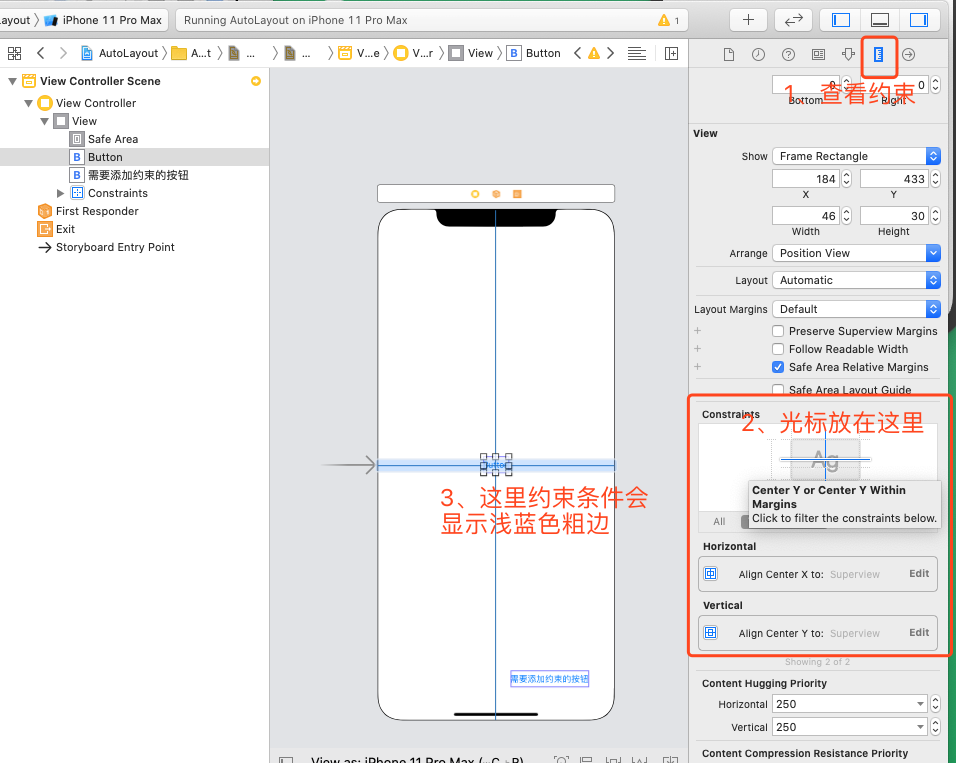 ayout 〉 iPhone 11 Pro Max
Running AutoLayout on iPhone 11 Pro Max
1
AutoLayout 〉 A...t 〉 ... 〉 ... 〉 V...e 〉 V...r 〉 View 〉 B Button
View Controller Scene
View Controller
View
Safe Area
B Button
B 需要添加约束的按钮
Constraints
First Responder
Exit
Storyboard Entry Point
Button
3、这里约束条件会
显示浅蓝色粗边
需要添加约束的按钮
View as: iPhone 11 Pro Max
0 0
1、查看约束
Bottom Right
View
Show Frame Rectangle
184 433
X Y
46 30
Width Height
Arrange Position View
Layout Automatic
Layout Margins Default
Preserve Superview Margins
Follow Readable Width
Safe Area Relative Margins
Safe Area Layout Guide
Constraints
2、光标放在这里
Ag
Center Y or Center Y Within
Margins
Click to filter the constraints below.
All
Horizontal
Align Center X to: Superview Edit
Vertical
Align Center Y to: Superview Edit
Showing 2 of 2
Content Hugging Priority
Horizontal 250
Vertical 250
Content Compression Resistance Priority